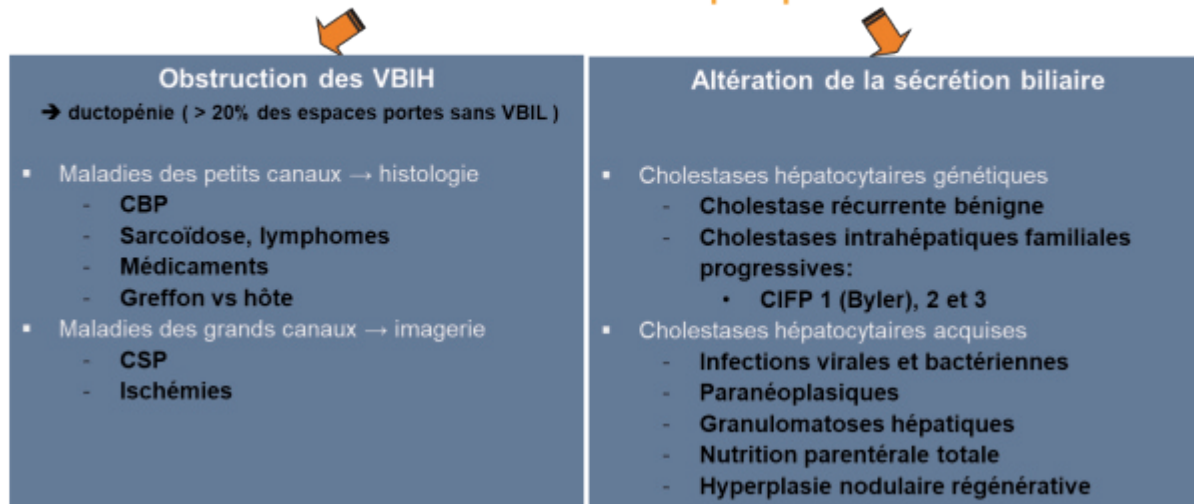 Obstruction des VBIH
➔ ductopénie ( > 20% des espaces portes sans VBIL )
▪ Maladies des petits canaux → histologie
- CBP
- Sarcoïdose, lymphomes
- Médicaments
- Greffon vs hôte
▪ Maladies des grands canaux → imagerie
- CSP
- Ischémies
Altération de la sécrétion biliaire
▪ Cholestases hépatocytaires génétiques
- Cholestase récurrente bénigne
- Cholestases intrahépatiques familiales
progressives:
• CIFP 1 (Byler), 2 et 3
▪ Cholestases hépatocytaires acquises
- Infections virales et bactériennes
- Paranéoplasiques
- Granulomatoses hépatiques
- Nutrition parentérale totale
- Hyperplasie nodulaire régénérative